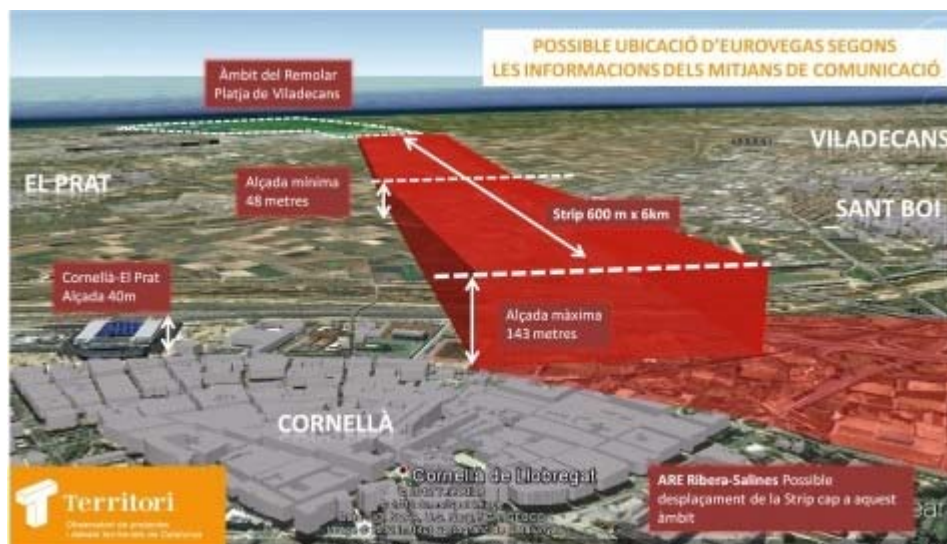 POSSIBLE UBICACIÓ D'EUROVEGAS SEGONS
LES INFORMACIONS DELS MITJANS DE COMUNICACIÓ
Àmbit del Remolar
Platja de Viladecans
VILADECANS
EL PRAT
Alçada mínima
48 metres
SANT BOI
Strip 600 m x 6km
Cornellà-El Prat
Alçada 40m
Alçada màxima
143 metres
CORNELLÀ
Cornellà de Llobregat
ARE Ribera-Salines Possible
desplaçament de la Strip cap a aquest
àmbit
Territori
Observatori de projectes
i debats territorials de Catalunya